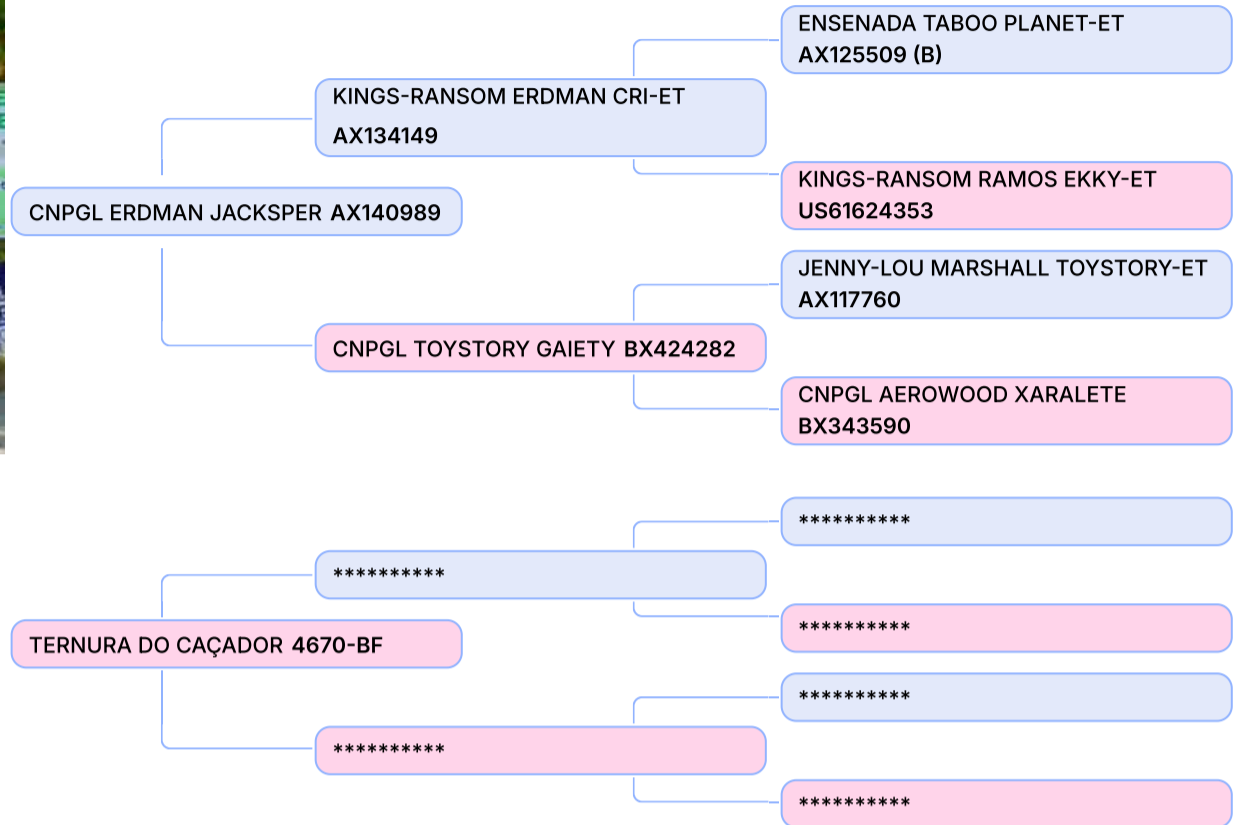 ENSENADA TABOO PLANET-ET
AX125509 (B)
KINGS-RANSOM ERDMAN CRI-ET
AX134149
KINGS-RANSOM RAMOS EKKY-ET
US61624353
CNPGL ERDMAN JACKSPER AX140989
JENNY-LOU MARSHALL TOYSTORY-ET
AX117760
CNPGL TOYSTORY GAIETY BX424282
CNPGL AEROWOOD XARALETE
BX343590
**********
**********
**********
TERNURA DO CAÇADOR 4670-BF
**********
**********
**********